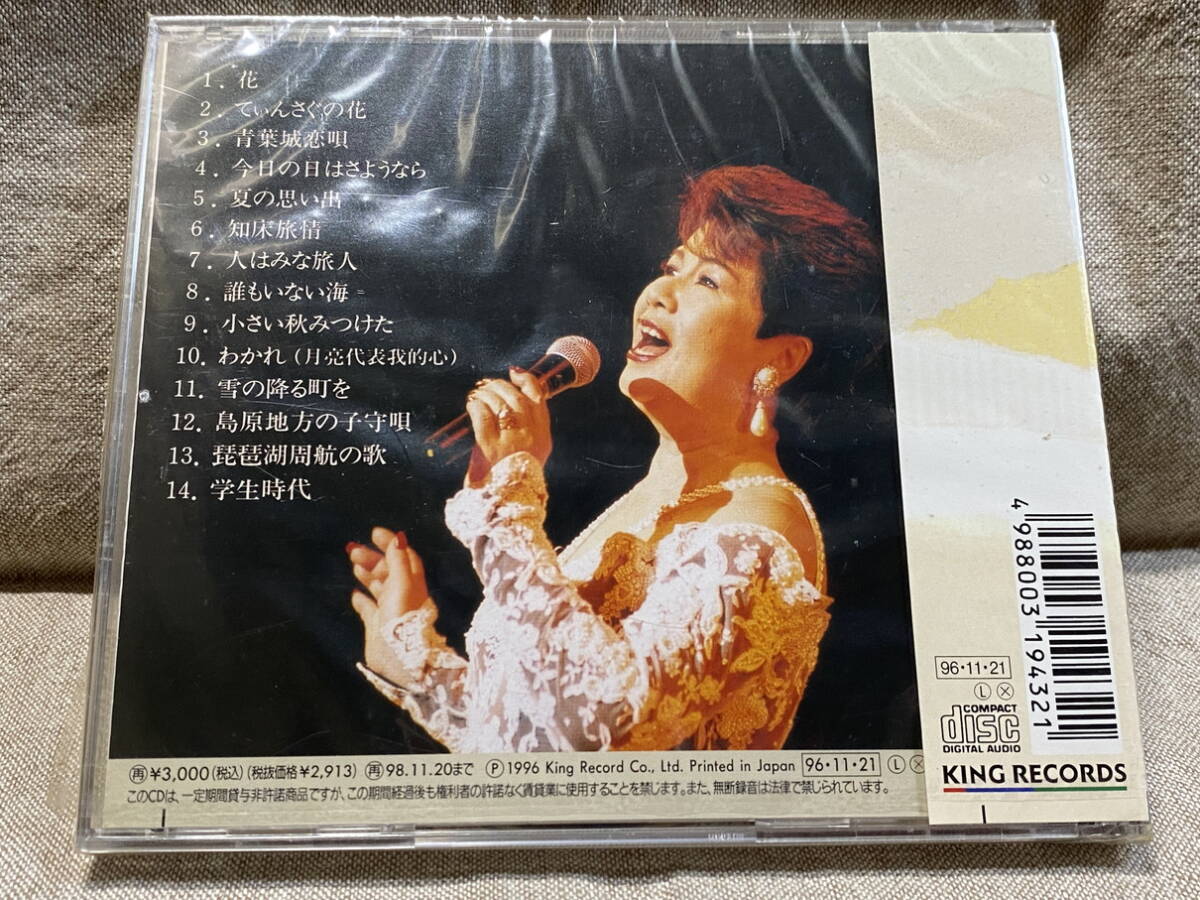 1. 花
2. てぃんさぐの花
3. 青葉城恋唄
4. 今日の日はさようなら
5. 夏の思い出
6. 知床旅情
7. 人はみな旅人
8. 誰もいない海
9. 小さい秋みつけた
10. わかれ (月亮代表我的心)
11. 雪の降る町を
12. 島原地方の子守唄
13. 琵琶湖周航の歌
14. 学生時代
再 ¥3,000(税込)(税抜価格¥2,913) 再 98.11.20まで Ⓟ1996 King Record Co., Ltd. Printed in Japan 96・11・21 Ⓛ Ⓧ
このCDは、一定期間貸与非許諾商品ですが、この期間経過後も権利者の許諾なく賃貸業に使用することを禁じます。また、無断録音は法律で禁じられています。
4 988003 194321
96・11・21
Ⓛ Ⓧ
COMPACT
disc
DIGITAL AUDIO
KING RECORDS